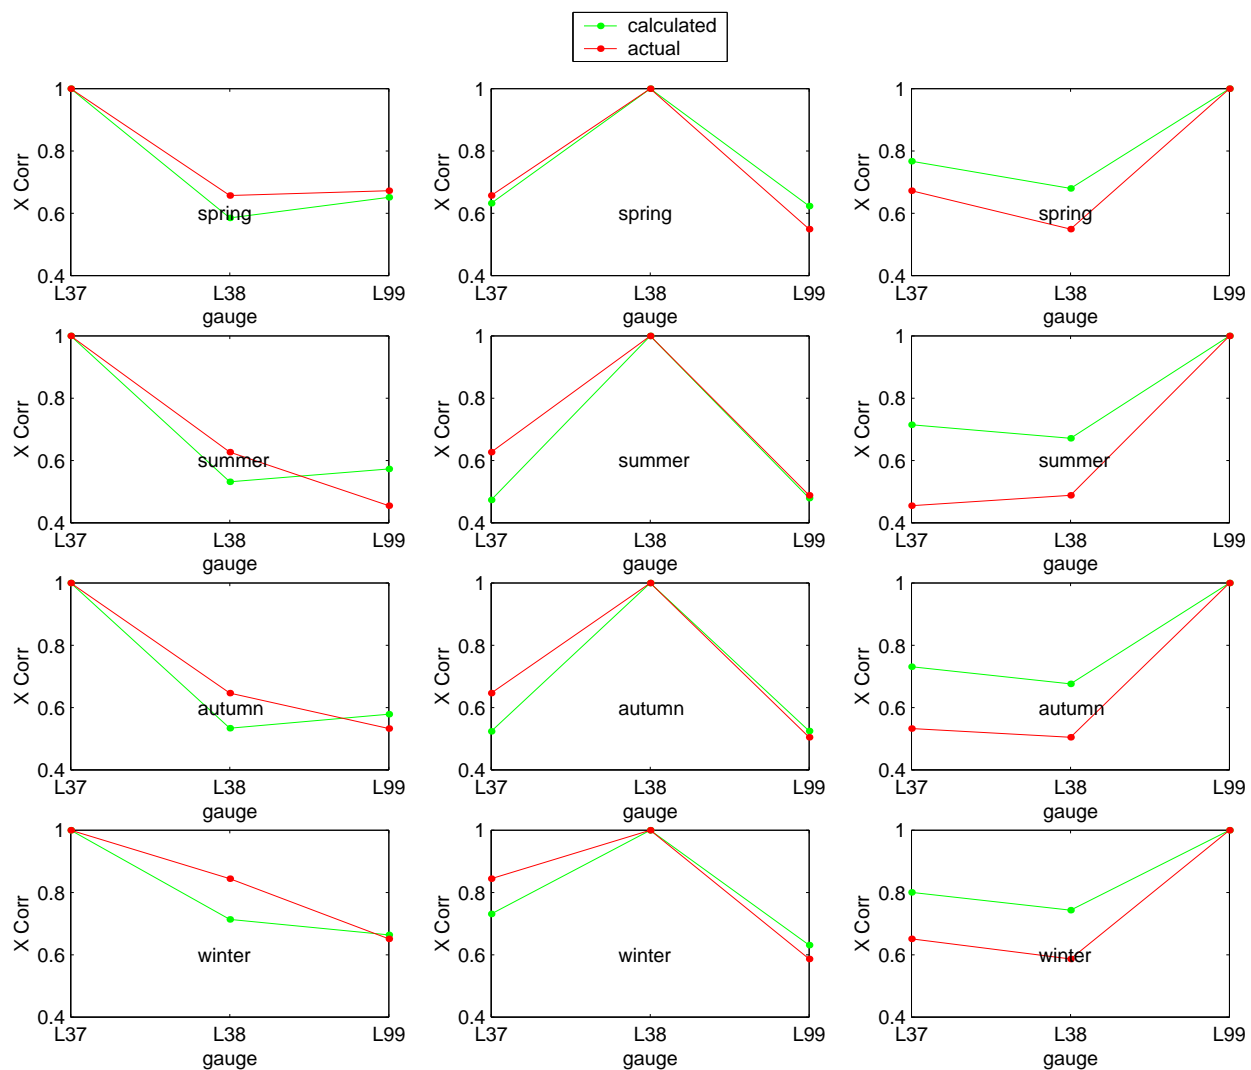 calculated
actual
1
0.8
0.6
0.4
X Corr
spring
L37 L38 L99
gauge
1
0.8
0.6
0.4
X Corr
spring
L37 L38 L99
gauge
1
0.8
0.6
0.4
X Corr
spring
L37 L38 L99
gauge
1
0.8
0.6
0.4
X Corr
summer
L37 L38 L99
gauge
1
0.8
0.6
0.4
X Corr
summer
L37 L38 L99
gauge
1
0.8
0.6
0.4
X Corr
summer
L37 L38 L99
gauge
1
0.8
0.6
0.4
X Corr
autumn
L37 L38 L99
gauge
1
0.8
0.6
0.4
X Corr
autumn
L37 L38 L99
gauge
1
0.8
0.6
0.4
X Corr
autumn
L37 L38 L99
gauge
1
0.8
0.6
0.4
X Corr
winter
L37 L38 L99
gauge
1
0.8
0.6
0.4
X Corr
winter
L37 L38 L99
gauge
1
0.8
0.6
0.4
X Corr
winter
L37 L38 L99
gauge